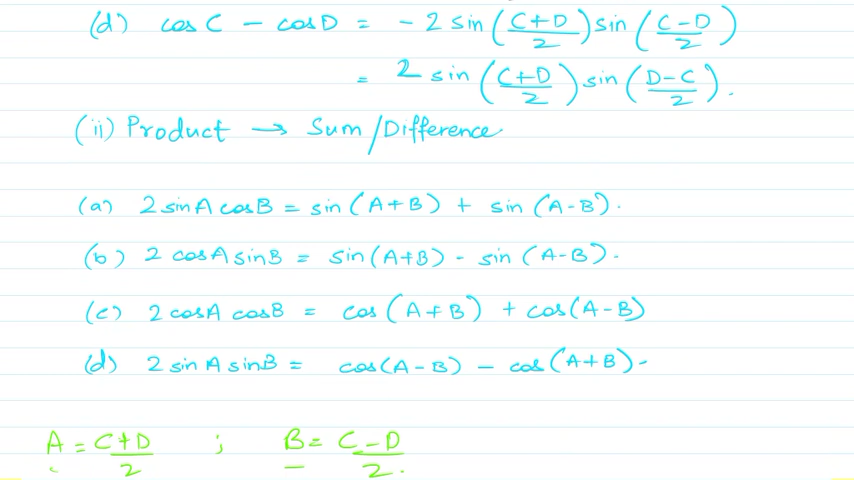 (d) cos C - cos D = - 2 sin ( (C+D)/2 ) sin ( (C-D)/2 )
= 2 sin ( (C+D)/2 ) sin ( (D-C)/2 ).
(ii) Product → Sum/Difference
(a) 2 sin A cos B = sin (A+B) + sin (A-B).
(b) 2 cos A sin B = sin (A+B) - sin (A-B).
(c) 2 cos A cos B = cos (A+B) + cos (A-B)
(d) 2 sin A sin B = cos (A-B) - cos (A+B).
A = (C+D)/2 ; B = (C-D)/2.